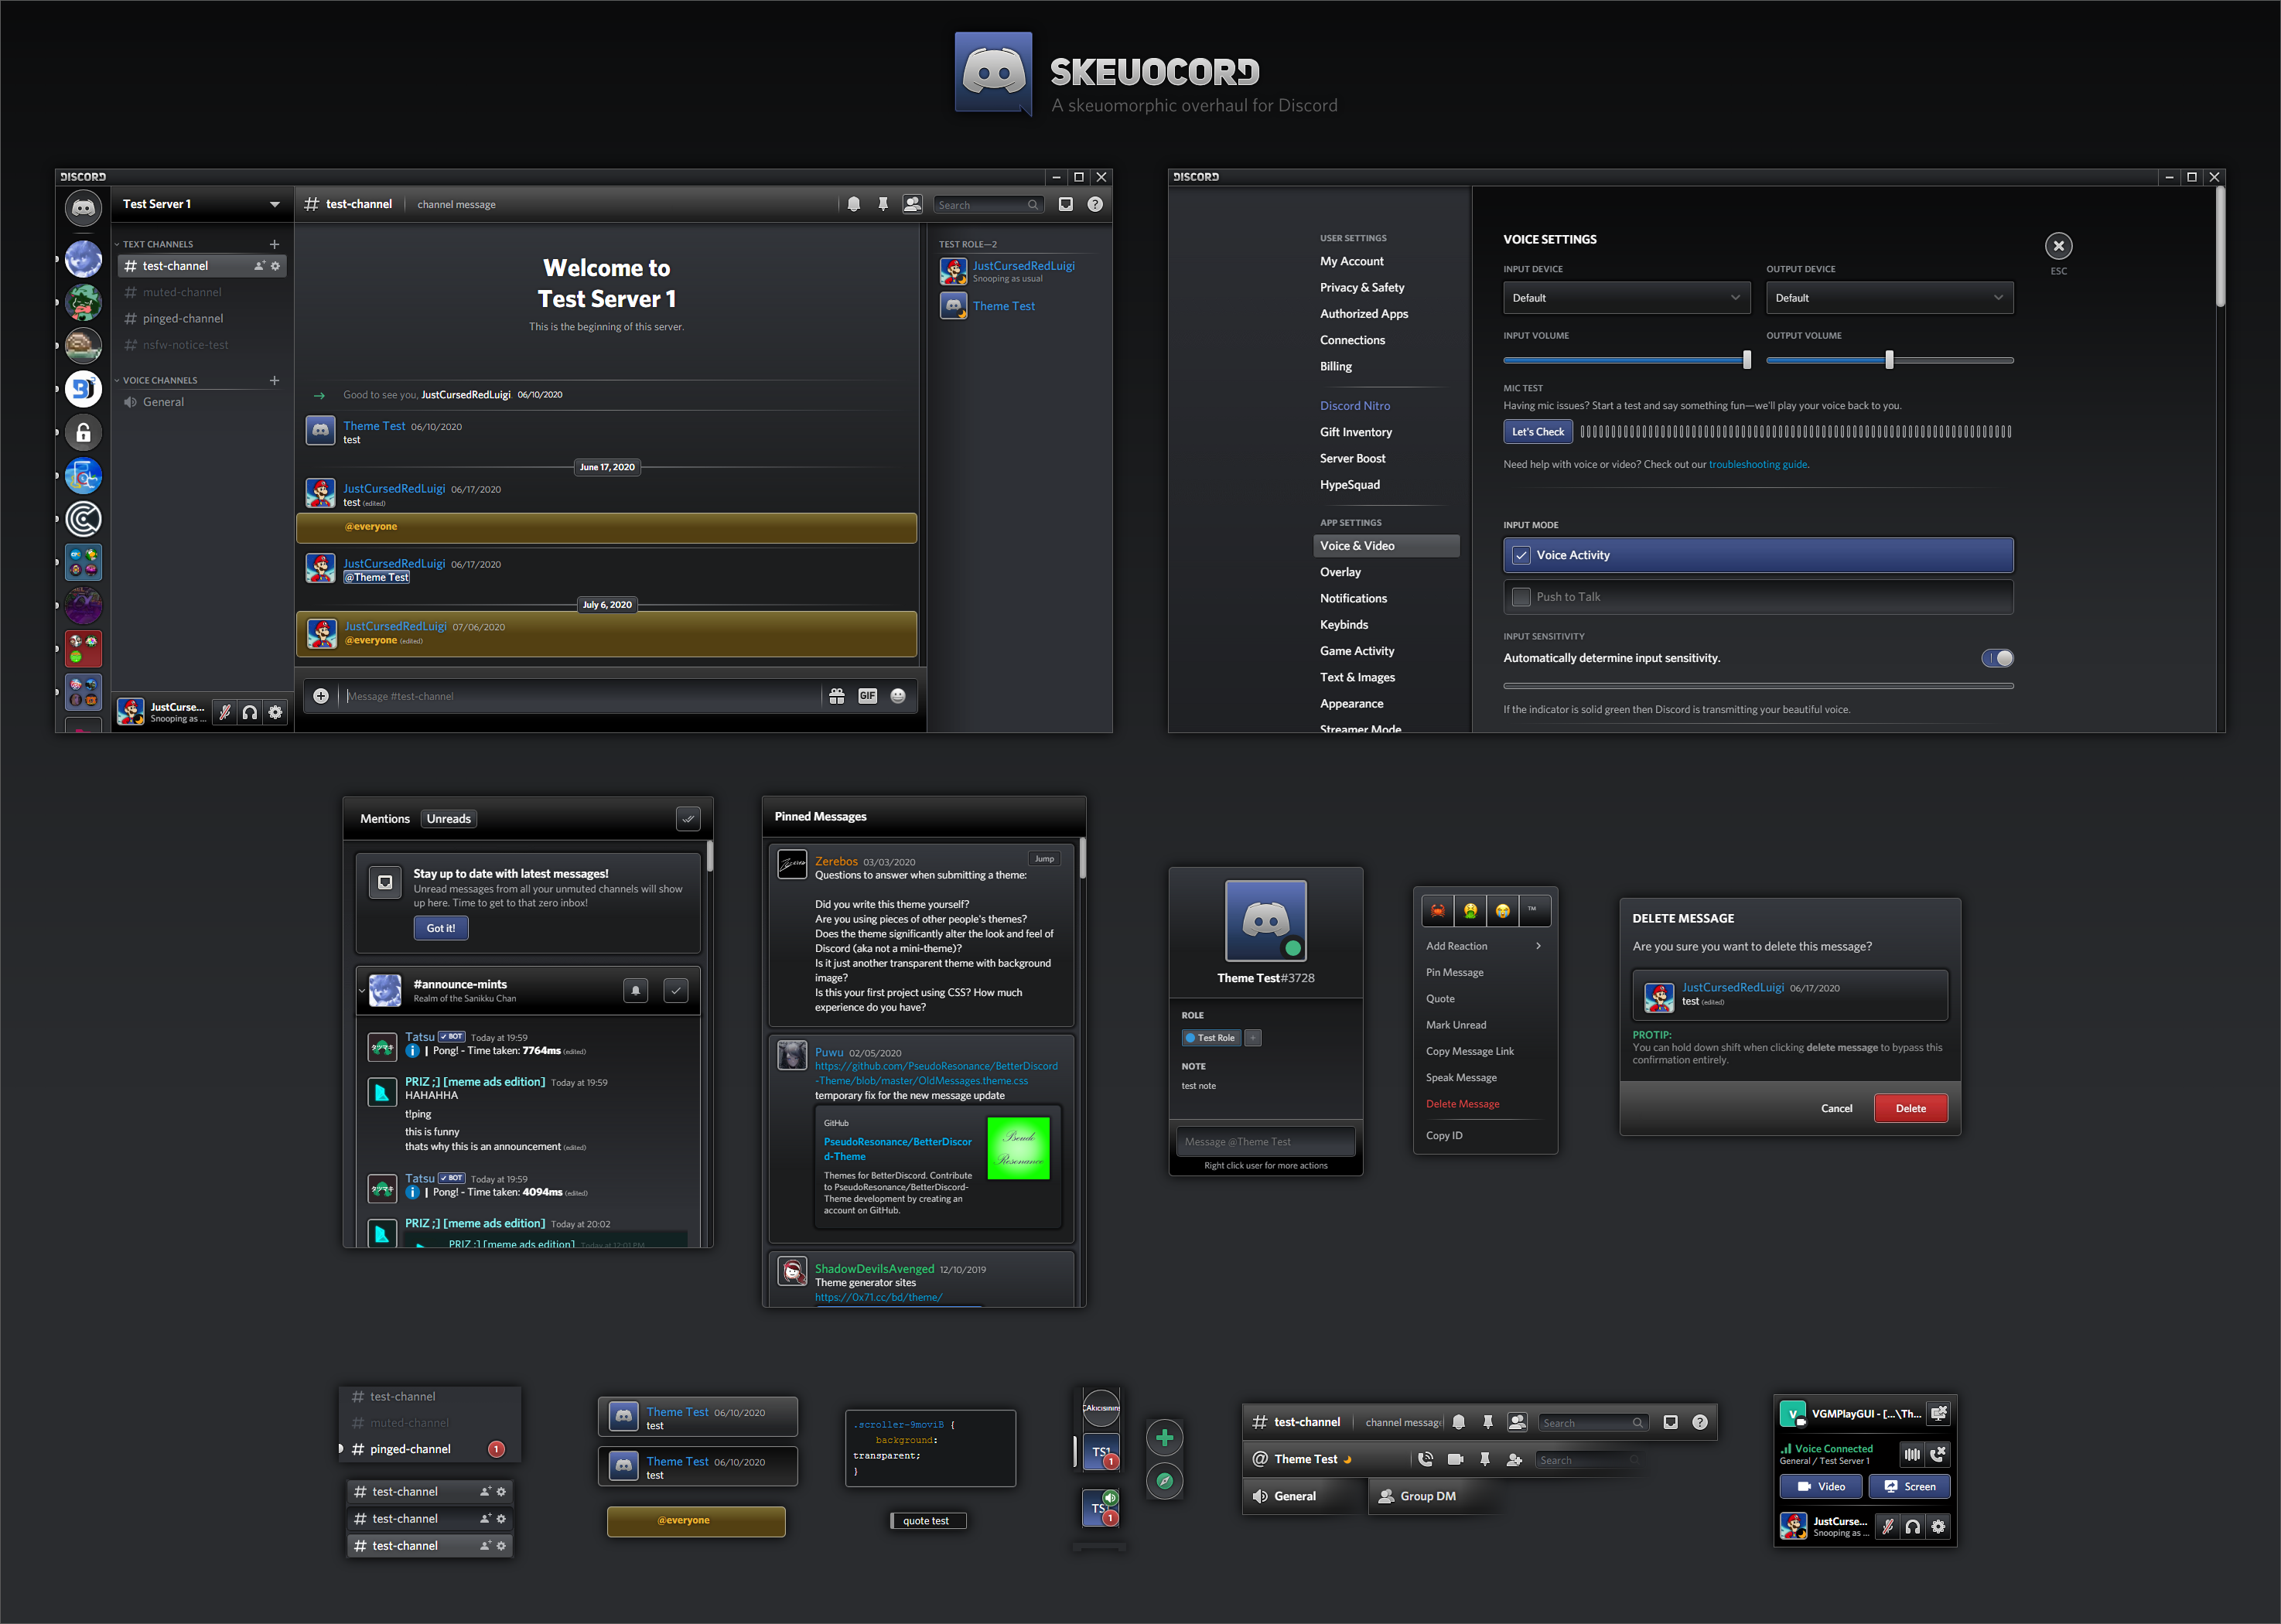 SKEUOCORD
A skeuomorphic overhaul for Discord
DISCORD
Test Server 1
# test-channel
channel message
Search
TEXT CHANNELS
test-channel
muted-channel
pinged-channel
nsfw-notice-test
VOICE CHANNELS
General
Welcome to
Test Server 1
This is the beginning of this server.
Good to see you, JustCursedRedLuigi. 06/10/2020
Theme Test 06/10/2020
test
June 17, 2020
JustCursedRedLuigi 06/17/2020
test (edited)
@everyone
JustCursedRedLuigi 06/17/2020
@Theme Test
July 6, 2020
JustCursedRedLuigi 07/06/2020
@everyone (edited)
Message #test-channel
GIF
TEST ROLE—2
JustCursedRedLuigi
Snooping as usual
Theme Test
JustCurse...
Snooping as ...
DISCORD
USER SETTINGS
My Account
Privacy & Safety
Authorized Apps
Connections
Billing
Discord Nitro
Gift Inventory
Server Boost
HypeSquad
APP SETTINGS
Voice & Video
Overlay
Notifications
Keybinds
Game Activity
Text & Images
Appearance
Streamer Mode
VOICE SETTINGS
ESC
INPUT DEVICE
OUTPUT DEVICE
Default
Default
INPUT VOLUME
OUTPUT VOLUME
MIC TEST
Having mic issues? Start a test and say something fun—we'll play your voice back to you.
Let's Check
Need help with voice or video? Check out our troubleshooting guide.
INPUT MODE
Voice Activity
Push to Talk
INPUT SENSITIVITY
Automatically determine input sensitivity.
If the indicator is solid green then Discord is transmitting your beautiful voice.
Mentions
Unreads
Stay up to date with latest messages!
Unread messages from all your unmuted channels will show
up here. Time to get to that zero inbox!
Got it!
#announce-mints
Realm of the Sanikku Chan
Tatsu BOT Today at 19:59
| Pong! - Time taken: 7764ms (edited)
PRIZ ;] [meme ads edition] Today at 19:59
HAHAHHA
t!ping
this is funny
thats why this is an announcement (edited)
Tatsu BOT Today at 19:59
| Pong! - Time taken: 4094ms (edited)
PRIZ ;] [meme ads edition] Today at 20:02
PRIZ ;] [meme ads edition] Today at 12:01 PM
Pinned Messages
Zerebos 03/03/2020
Jump
Questions to answer when submitting a theme:
Did you write this theme yourself?
Are you using pieces of other people's themes?
Does the theme significantly alter the look and feel of
Discord (aka not a mini-theme)?
Is it just another transparent theme with background
image?
Is this your first project using CSS? How much
experience do you have?
Puwu 02/05/2020
https://github.com/PseudoResonance/BetterDiscord
-Theme/blob/master/OldMessages.theme.css
temporary fix for the new message update
GitHub
PseudoResonance/BetterDiscor
d-Theme
Themes for BetterDiscord. Contribute
to PseudoResonance/BetterDiscord-
Theme development by creating an
account on GitHub.
Pseudo
Resonance
ShadowDevilsAvenged 12/10/2019
Theme generator sites
https://0x71.cc/bd/theme/
Theme Test#3728
ROLE
Test Role
+
NOTE
test note
Message @Theme Test
Right click user for more actions
TM
Add Reaction
Pin Message
Quote
Mark Unread
Copy Message Link
Speak Message
Delete Message
Copy ID
DELETE MESSAGE
Are you sure you want to delete this message?
JustCursedRedLuigi 06/17/2020
test (edited)
PROTIP:
You can hold down shift when clicking delete message to bypass this
confirmation entirely.
Cancel
Delete
# test-channel
# muted-channel
# pinged-channel 1
# test-channel
# test-channel
# test-channel
Theme Test 06/10/2020
test
Theme Test 06/10/2020
test
@everyone
.scroller-9moviB {
background:
transparent;
}
quote test
TS1
1
1
# test-channel
channel message
Search
@ Theme Test
Search
General
Group DM
V
VGMPlayGUI - [...\Th...
Voice Connected
General / Test Server 1
Video
Screen
JustCurse...
Snooping as ...